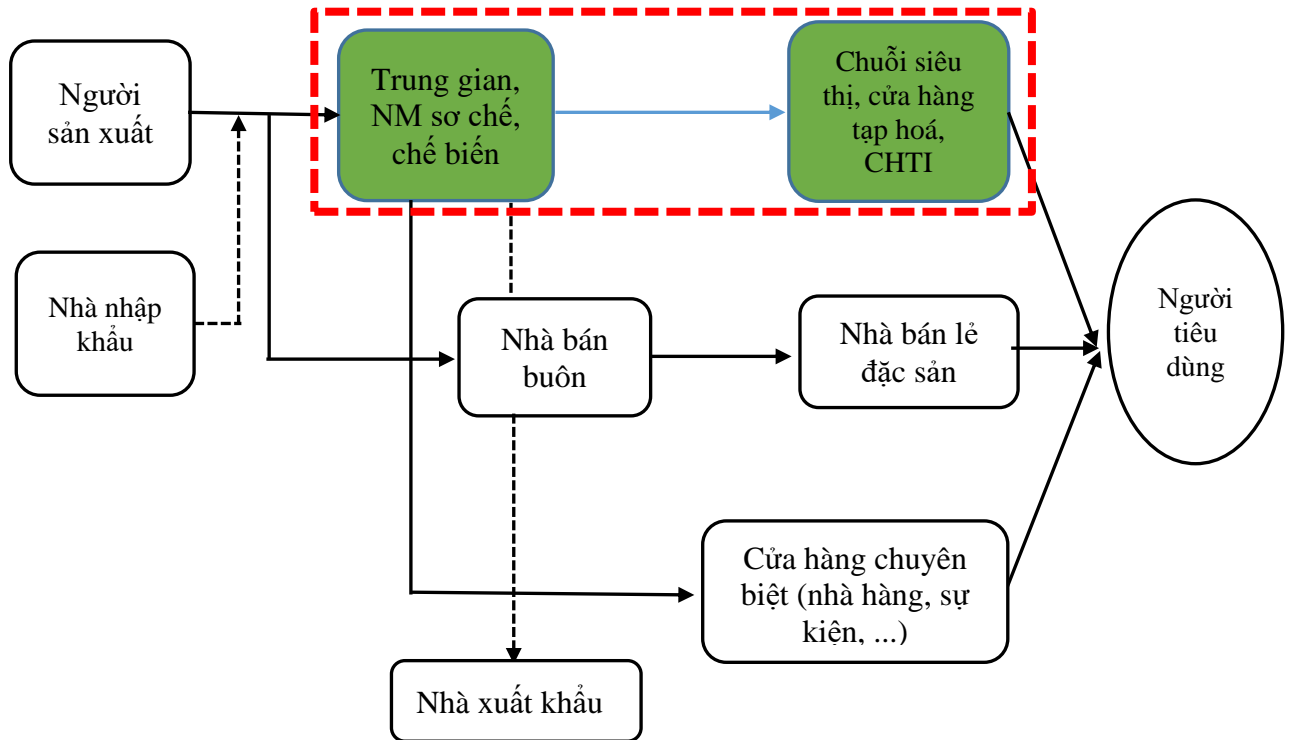 Người
sản xuất
Trung gian,
NM sơ chế,
chế biến
Chuỗi siêu
thị, cửa hàng
tạp hoá,
CHTI
Nhà nhập
khẩu
Nhà bán
buôn
Nhà bán lẻ
đặc sản
Người
tiêu
dùng
Cửa hàng chuyên
biệt (nhà hàng, sự
kiện, ...)
Nhà xuất khẩu